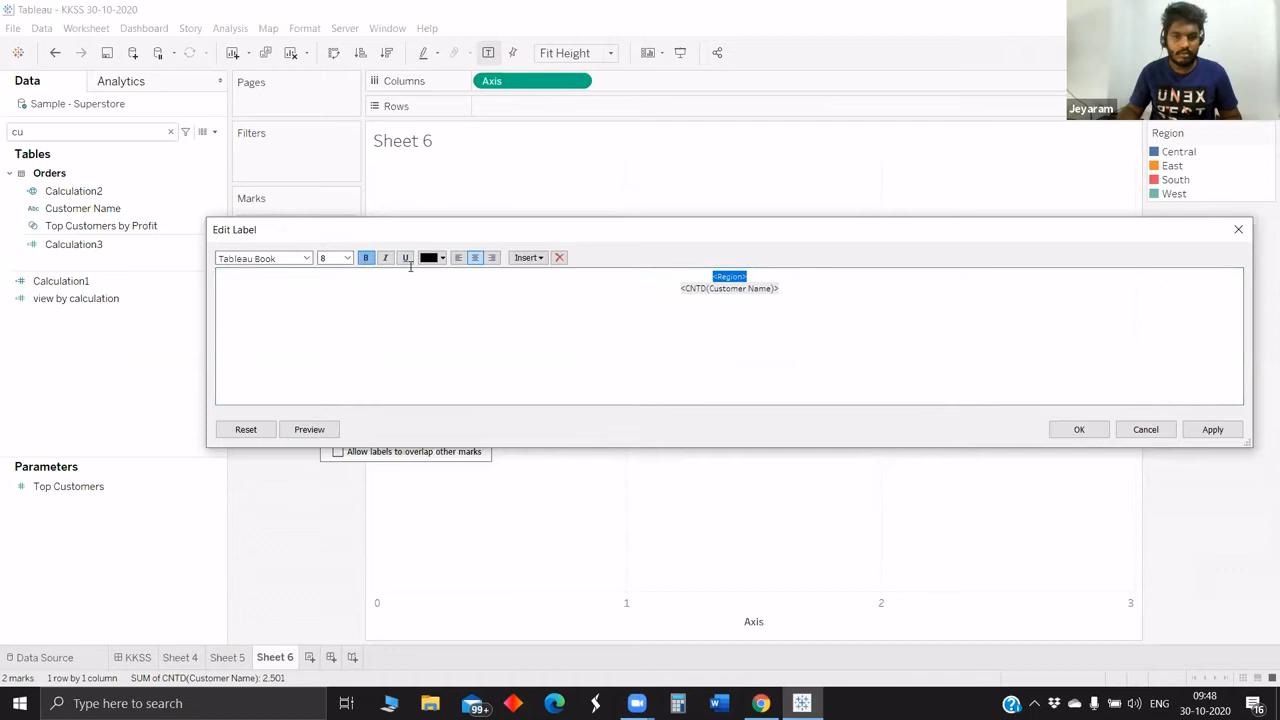 Tableau - KKSS 30-10-2020
File Data Worksheet Dashboard Story Analysis Map Format Server Window Help
Fit Height
Data Analytics
Pages
Columns Axis
Sample - Superstore
Rows
cu
Filters
Sheet 6
Tables
Orders
Calculation2
Customer Name
Abc
Top Customers by Profit
Calculation3
Calculation1
view by calculation
Marks
Jeyaram
UNEX
Region
Central
East
South
West
Edit Label
Tableau Book 8 B I U Insert
<Region>
<CNTD(Customer Name)>
Reset Preview OK Cancel Apply
Allow labels to overlap other marks
Parameters
Top Customers
0 1 2 3
Axis
Data Source KKSS Sheet 4 Sheet 5 Sheet 6
2 marks 1 row by 1 column SUM of CNTD(Customer Name): 2.501
Type here to search
99+
ENG
09:48
30-10-2020
16